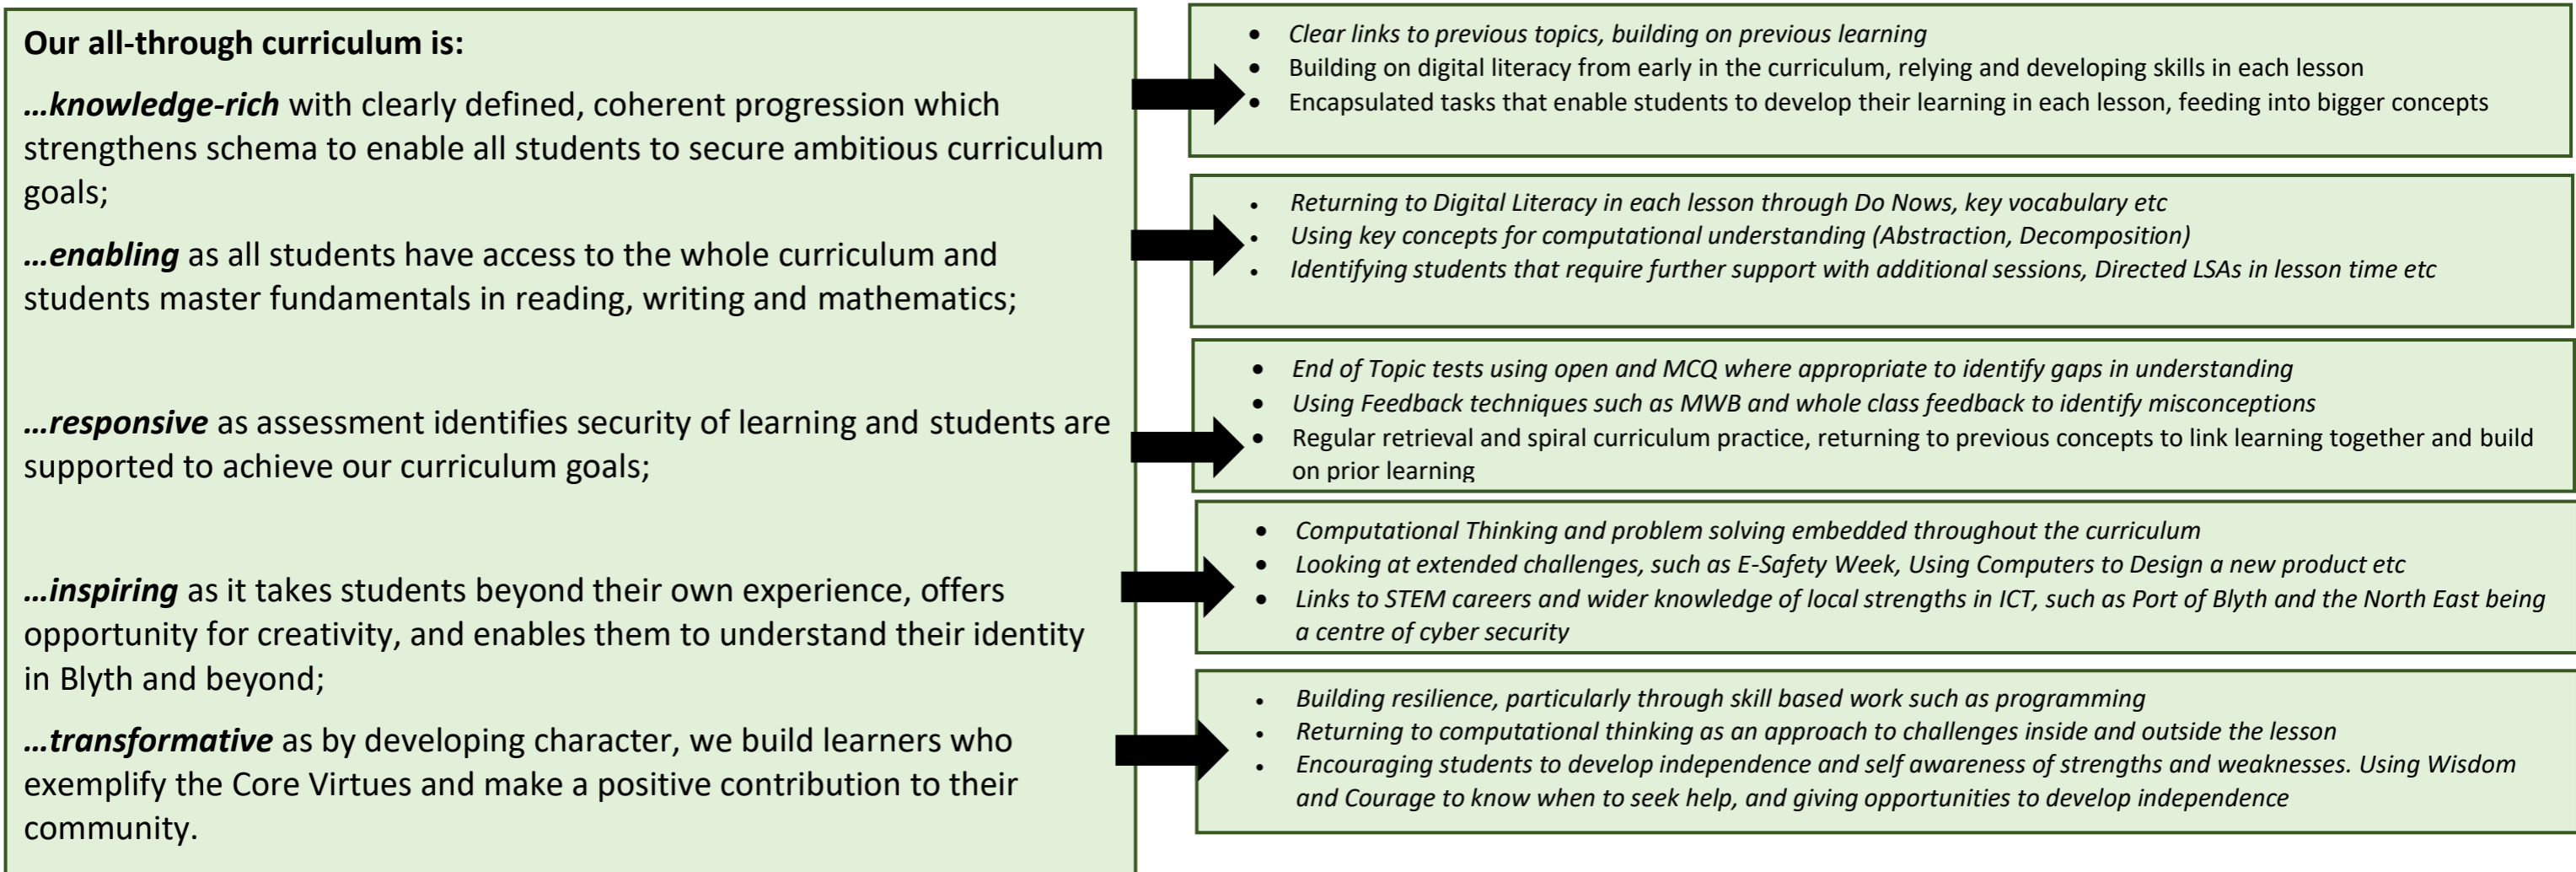 Our all-through curriculum is:
...knowledge-rich with clearly defined, coherent progression which
strengthens schema to enable all students to secure ambitious curriculum
goals;
...enabling as all students have access to the whole curriculum and
students master fundamentals in reading, writing and mathematics;
...responsive as assessment identifies security of learning and students are
supported to achieve our curriculum goals;
...inspiring as it takes students beyond their own experience, offers
opportunity for creativity, and enables them to understand their identity
in Blyth and beyond;
...transformative as by developing character, we build learners who
exemplify the Core Virtues and make a positive contribution to their
community.
• Clear links to previous topics, building on previous learning
• Building on digital literacy from early in the curriculum, relying and developing skills in each lesson
• Encapsulated tasks that enable students to develop their learning in each lesson, feeding into bigger concepts
• Returning to Digital Literacy in each lesson through Do Nows, key vocabulary etc
• Using key concepts for computational understanding (Abstraction, Decomposition)
• Identifying students that require further support with additional sessions, Directed LSAs in lesson time etc
• End of Topic tests using open and MCQ where appropriate to identify gaps in understanding
• Using Feedback techniques such as MWB and whole class feedback to identify misconceptions
• Regular retrieval and spiral curriculum practice, returning to previous concepts to link learning together and build
on prior learning
• Computational Thinking and problem solving embedded throughout the curriculum
• Looking at extended challenges, such as E-Safety Week, Using Computers to Design a new product etc
• Links to STEM careers and wider knowledge of local strengths in ICT, such as Port of Blyth and the North East being
a centre of cyber security
• Building resilience, particularly through skill based work such as programming
• Returning to computational thinking as an approach to challenges inside and outside the lesson
• Encouraging students to develop independence and self awareness of strengths and weaknesses. Using Wisdom
and Courage to know when to seek help, and giving opportunities to develop independence